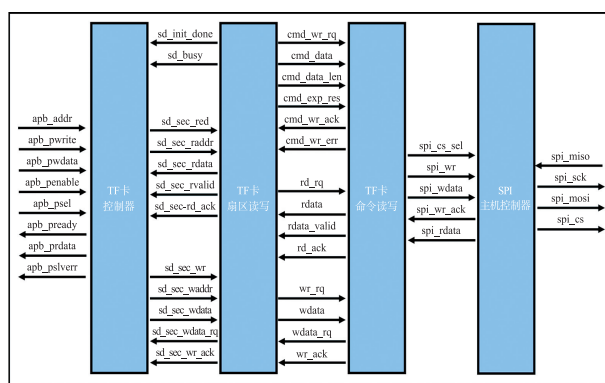 sd_init_done
cmd_wr_rq
sd_busy
cmd_data
cmd_data_len
cmd_exp_res
apb_addr
sd_sec_red
cmd_wr_ack
apb_pwrite
sd_sec_raddr
cmd_wr_err
spi_cs_sel
spi_miso
apb_pwdata
sd_sec_rdata
spi_wr
spi_sck
apb_penable
TF卡
控制器
sd_sec_rvalid
TF卡
扇区读写
rd_rq
TF卡
命令读写
spi_wdata
SPI
主机控制器
spi_mosi
apb_psel
sd_sec-rd_ack
rdata
spi_wr_ack
spi_cs
apb_pready
rdata_valid
spi_rdata
apb_prdata
rd_ack
apb_pslverr
sd_sec_wr
sd_sec_waddr
wr_rq
sd_sec_wdata
wdata
sd_sec_wdata_rq
wdata_rq
sd_sec_wr_ack
wr_ack